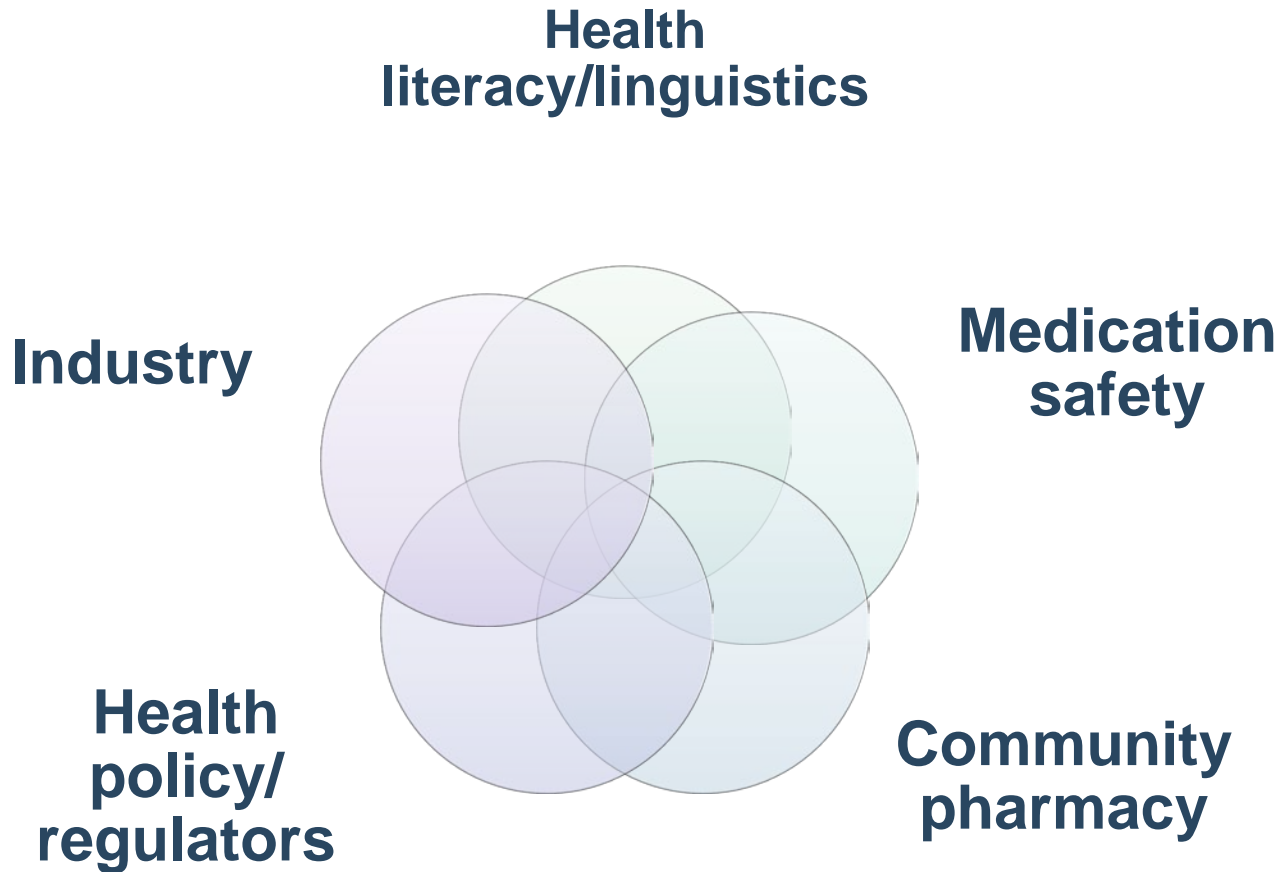 Health
literacy/linguistics
Industry
Medication
safety
Health
policy/
regulators
Community
pharmacy